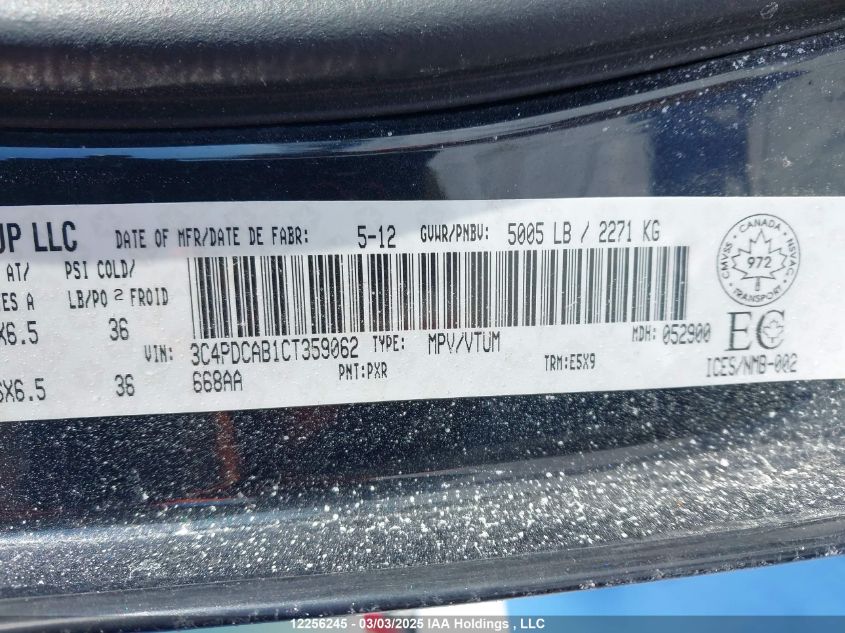 UP LLC DATE OF MFR/DATE DE FABR: 5-12 GVWR/PNBV: 5005 LB / 2271 KG
AT/ PSI COLD/
ES A LB/PO 2 FROID
X6.5 36
VIN: 3C4PDCAB1CT359062 TYPE: MPV/VTUM MDH: 052900
X6.5 36 668AA PNT:PXR TRM:E5X9
CANADA
CMVSS NSVAC
972
TRANSPORT
EC
ICES/NMB-002
12256245 - 03/03/2025 IAA Holdings , LLC